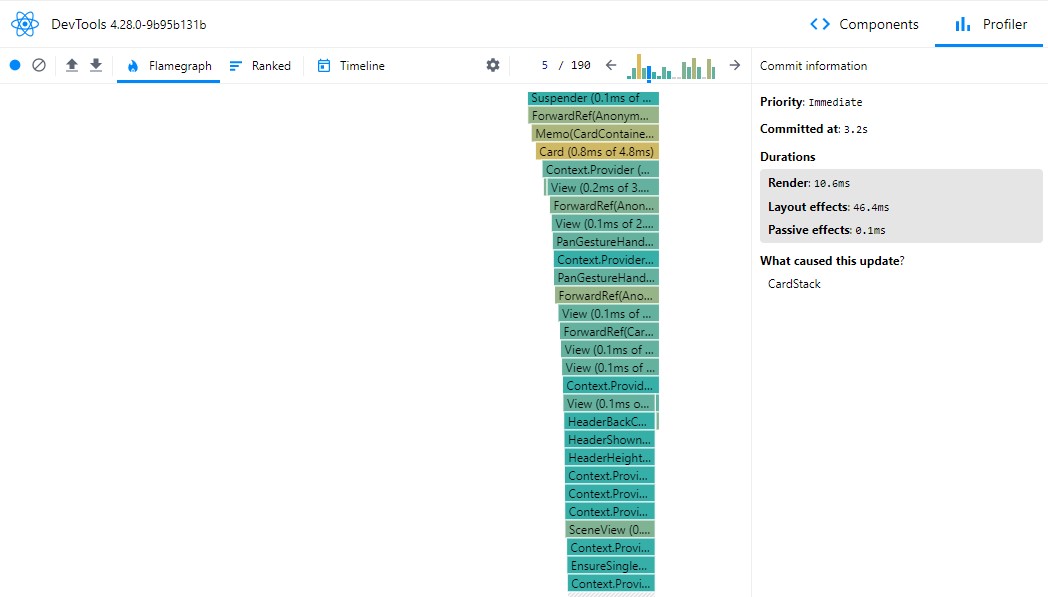 DevTools 4.28.0-9b95b131b
Components
Profiler
Flamegraph
Ranked
Timeline
5 / 190
Commit information
Suspender (0.1ms of ...
ForwardRef(Anonym...
Memo(CardContaine...
Card (0.8ms of 4.8ms)
Context.Provider (...
View (0.2ms of 3....
ForwardRef(Anon...
View (0.1ms of 2....
PanGestureHand...
Context.Provider...
PanGestureHand...
ForwardRef(Ano...
View (0.1ms of ...
ForwardRef(Car...
View (0.1ms of ...
View (0.1ms of ...
Context.Provid...
View (0.1ms o...
HeaderBackC...
HeaderShown...
HeaderHeight...
Context.Provi...
Context.Provi...
Context.Provi...
SceneView (0....
Context.Provi...
EnsureSingle...
Context.Provi...
Priority: Immediate
Committed at: 3.2s
Durations
Render: 10.6ms
Layout effects: 46.4ms
Passive effects: 0.1ms
What caused this update?
CardStack